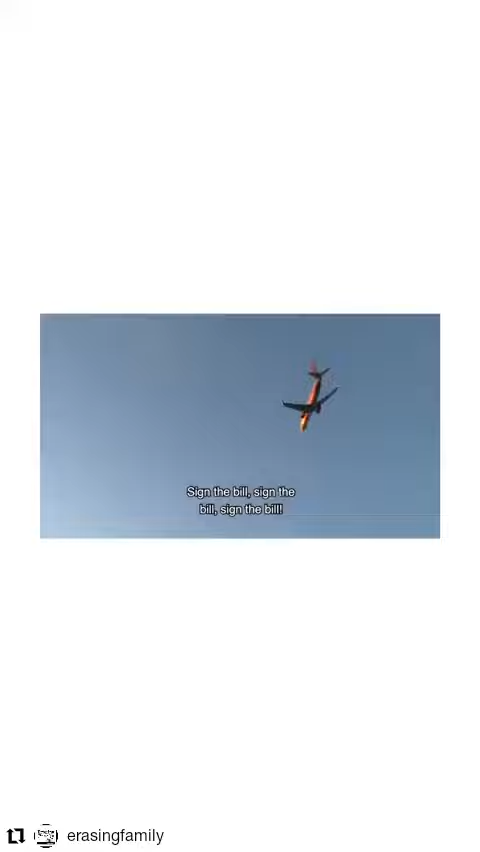 Sign the bill, sign the
bill, sign the bill!
erasingfamily